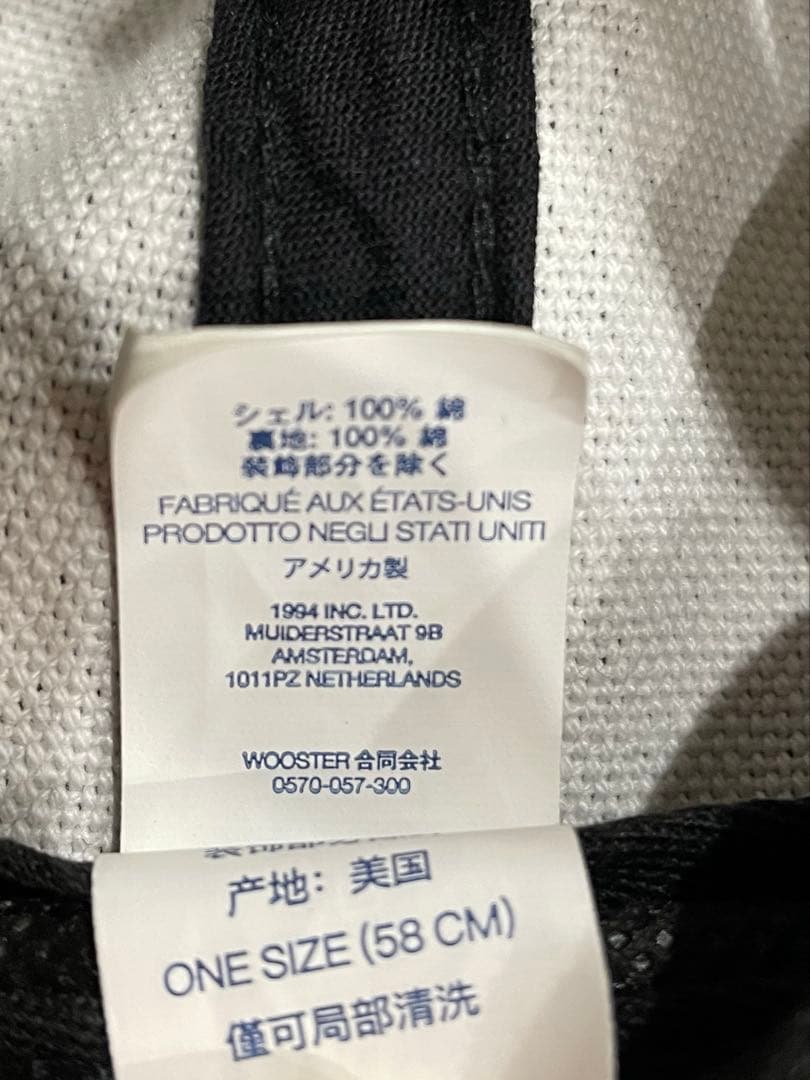 シェル: 100% 綿
裏地: 100% 綿
装飾部分を除く
FABRIQUÉ AUX ÉTATS-UNIS
PRODOTTO NEGLI STATI UNITI
アメリカ製
1994 INC. LTD.
MUIDERSTRAAT 9B
AMSTERDAM,
1011PZ NETHERLANDS
WOOSTER 合同会社
0570-057-300
产地: 美国
ONE SIZE (58 CM)
僅可局部清洗